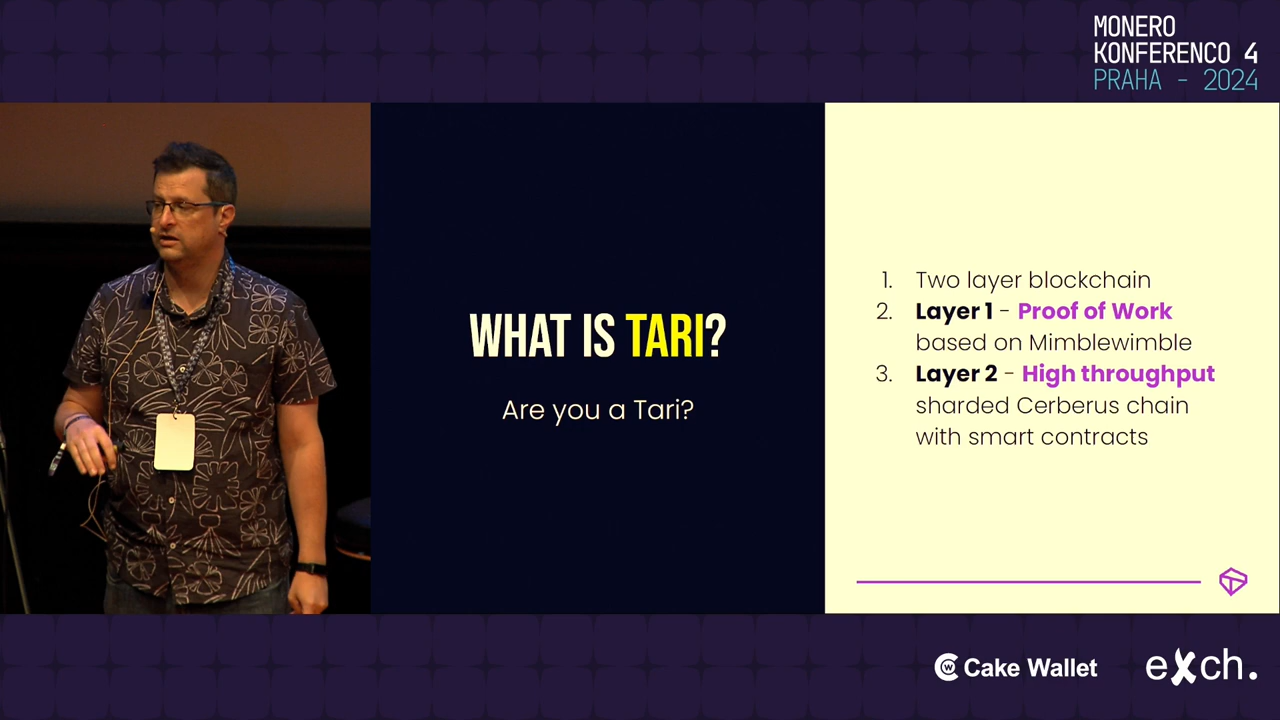 MONERO
KONFERENCO 4
PRAHA - 2024
WHAT IS TARI?
Are you a Tari?
1. Two layer blockchain
2. Layer 1 - Proof of Work
based on Mimblewimble
3. Layer 2 - High throughput
sharded Cerberus chain
with smart contracts
Cake Wallet
exch.